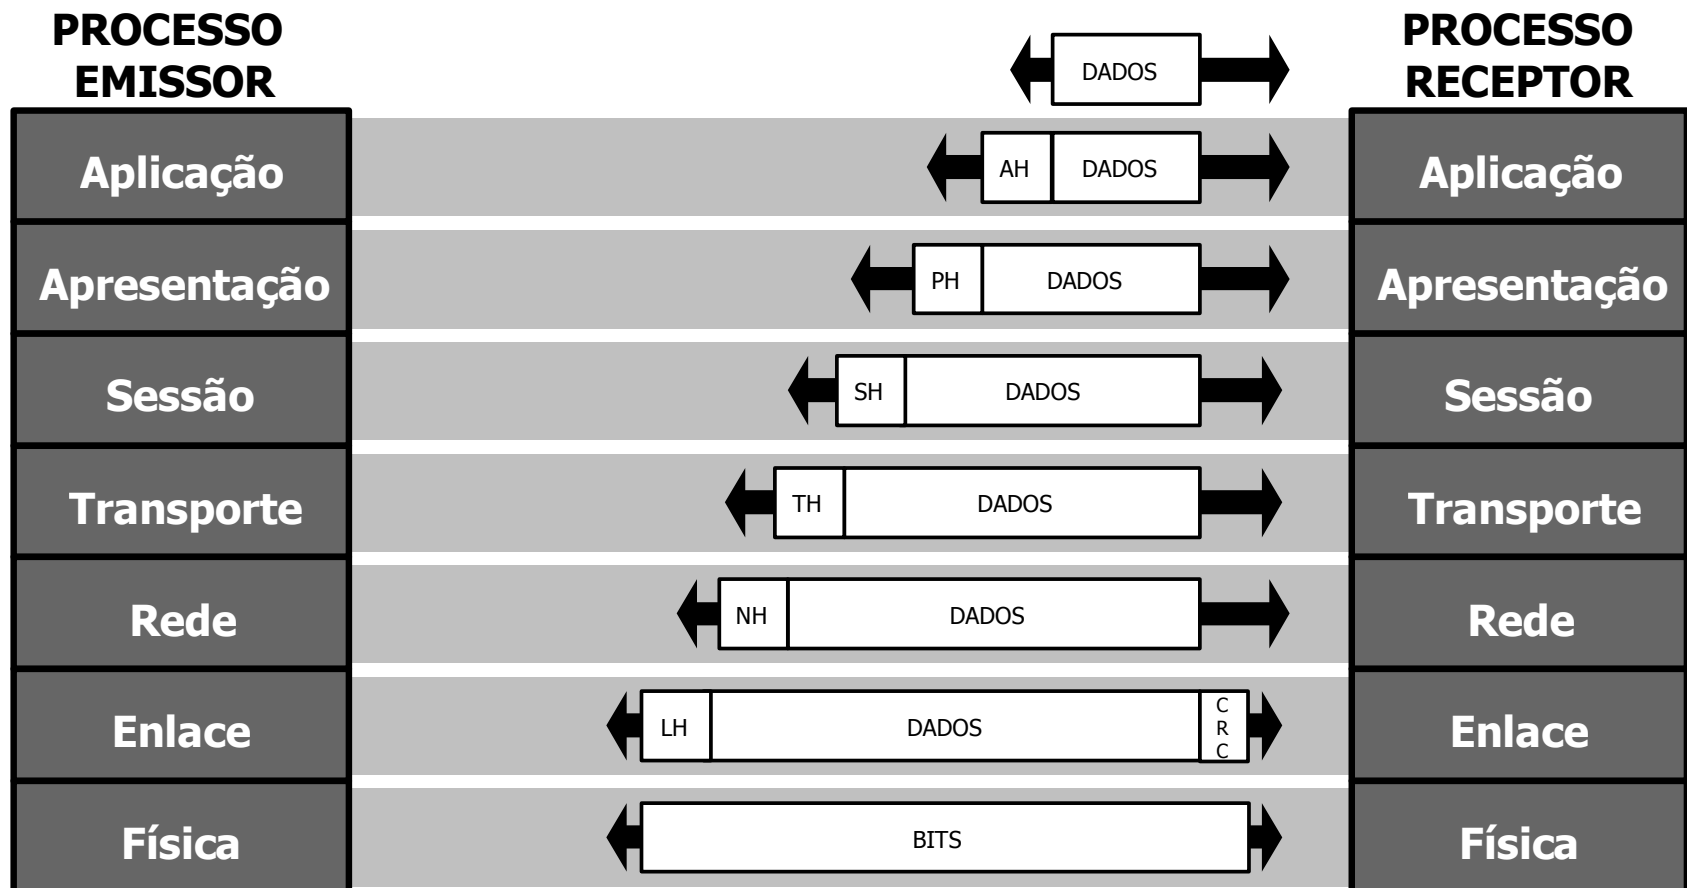 PROCESSO
EMISSOR
DADOS
PROCESSO
RECEPTOR
Aplicação
AH
DADOS
Aplicação
Apresentação
PH
DADOS
Apresentação
Sessão
SH
DADOS
Sessão
Transporte
TH
DADOS
Transporte
Rede
NH
DADOS
Rede
Enlace
LH
DADOS
C
R
C
Enlace
Física
BITS
Física